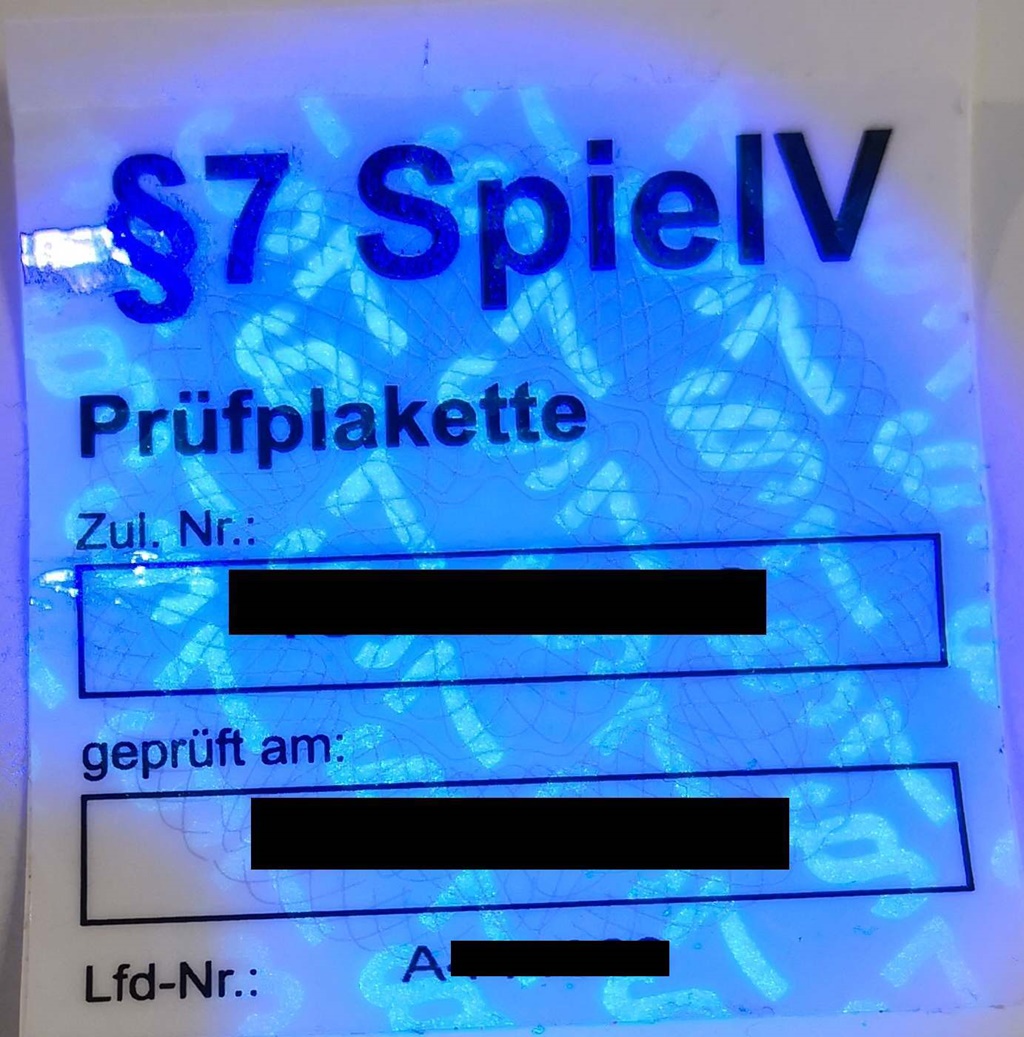 §7 SpielV
Prüfplakette
Zul. Nr.:
geprüft am:
Lfd-Nr.: A